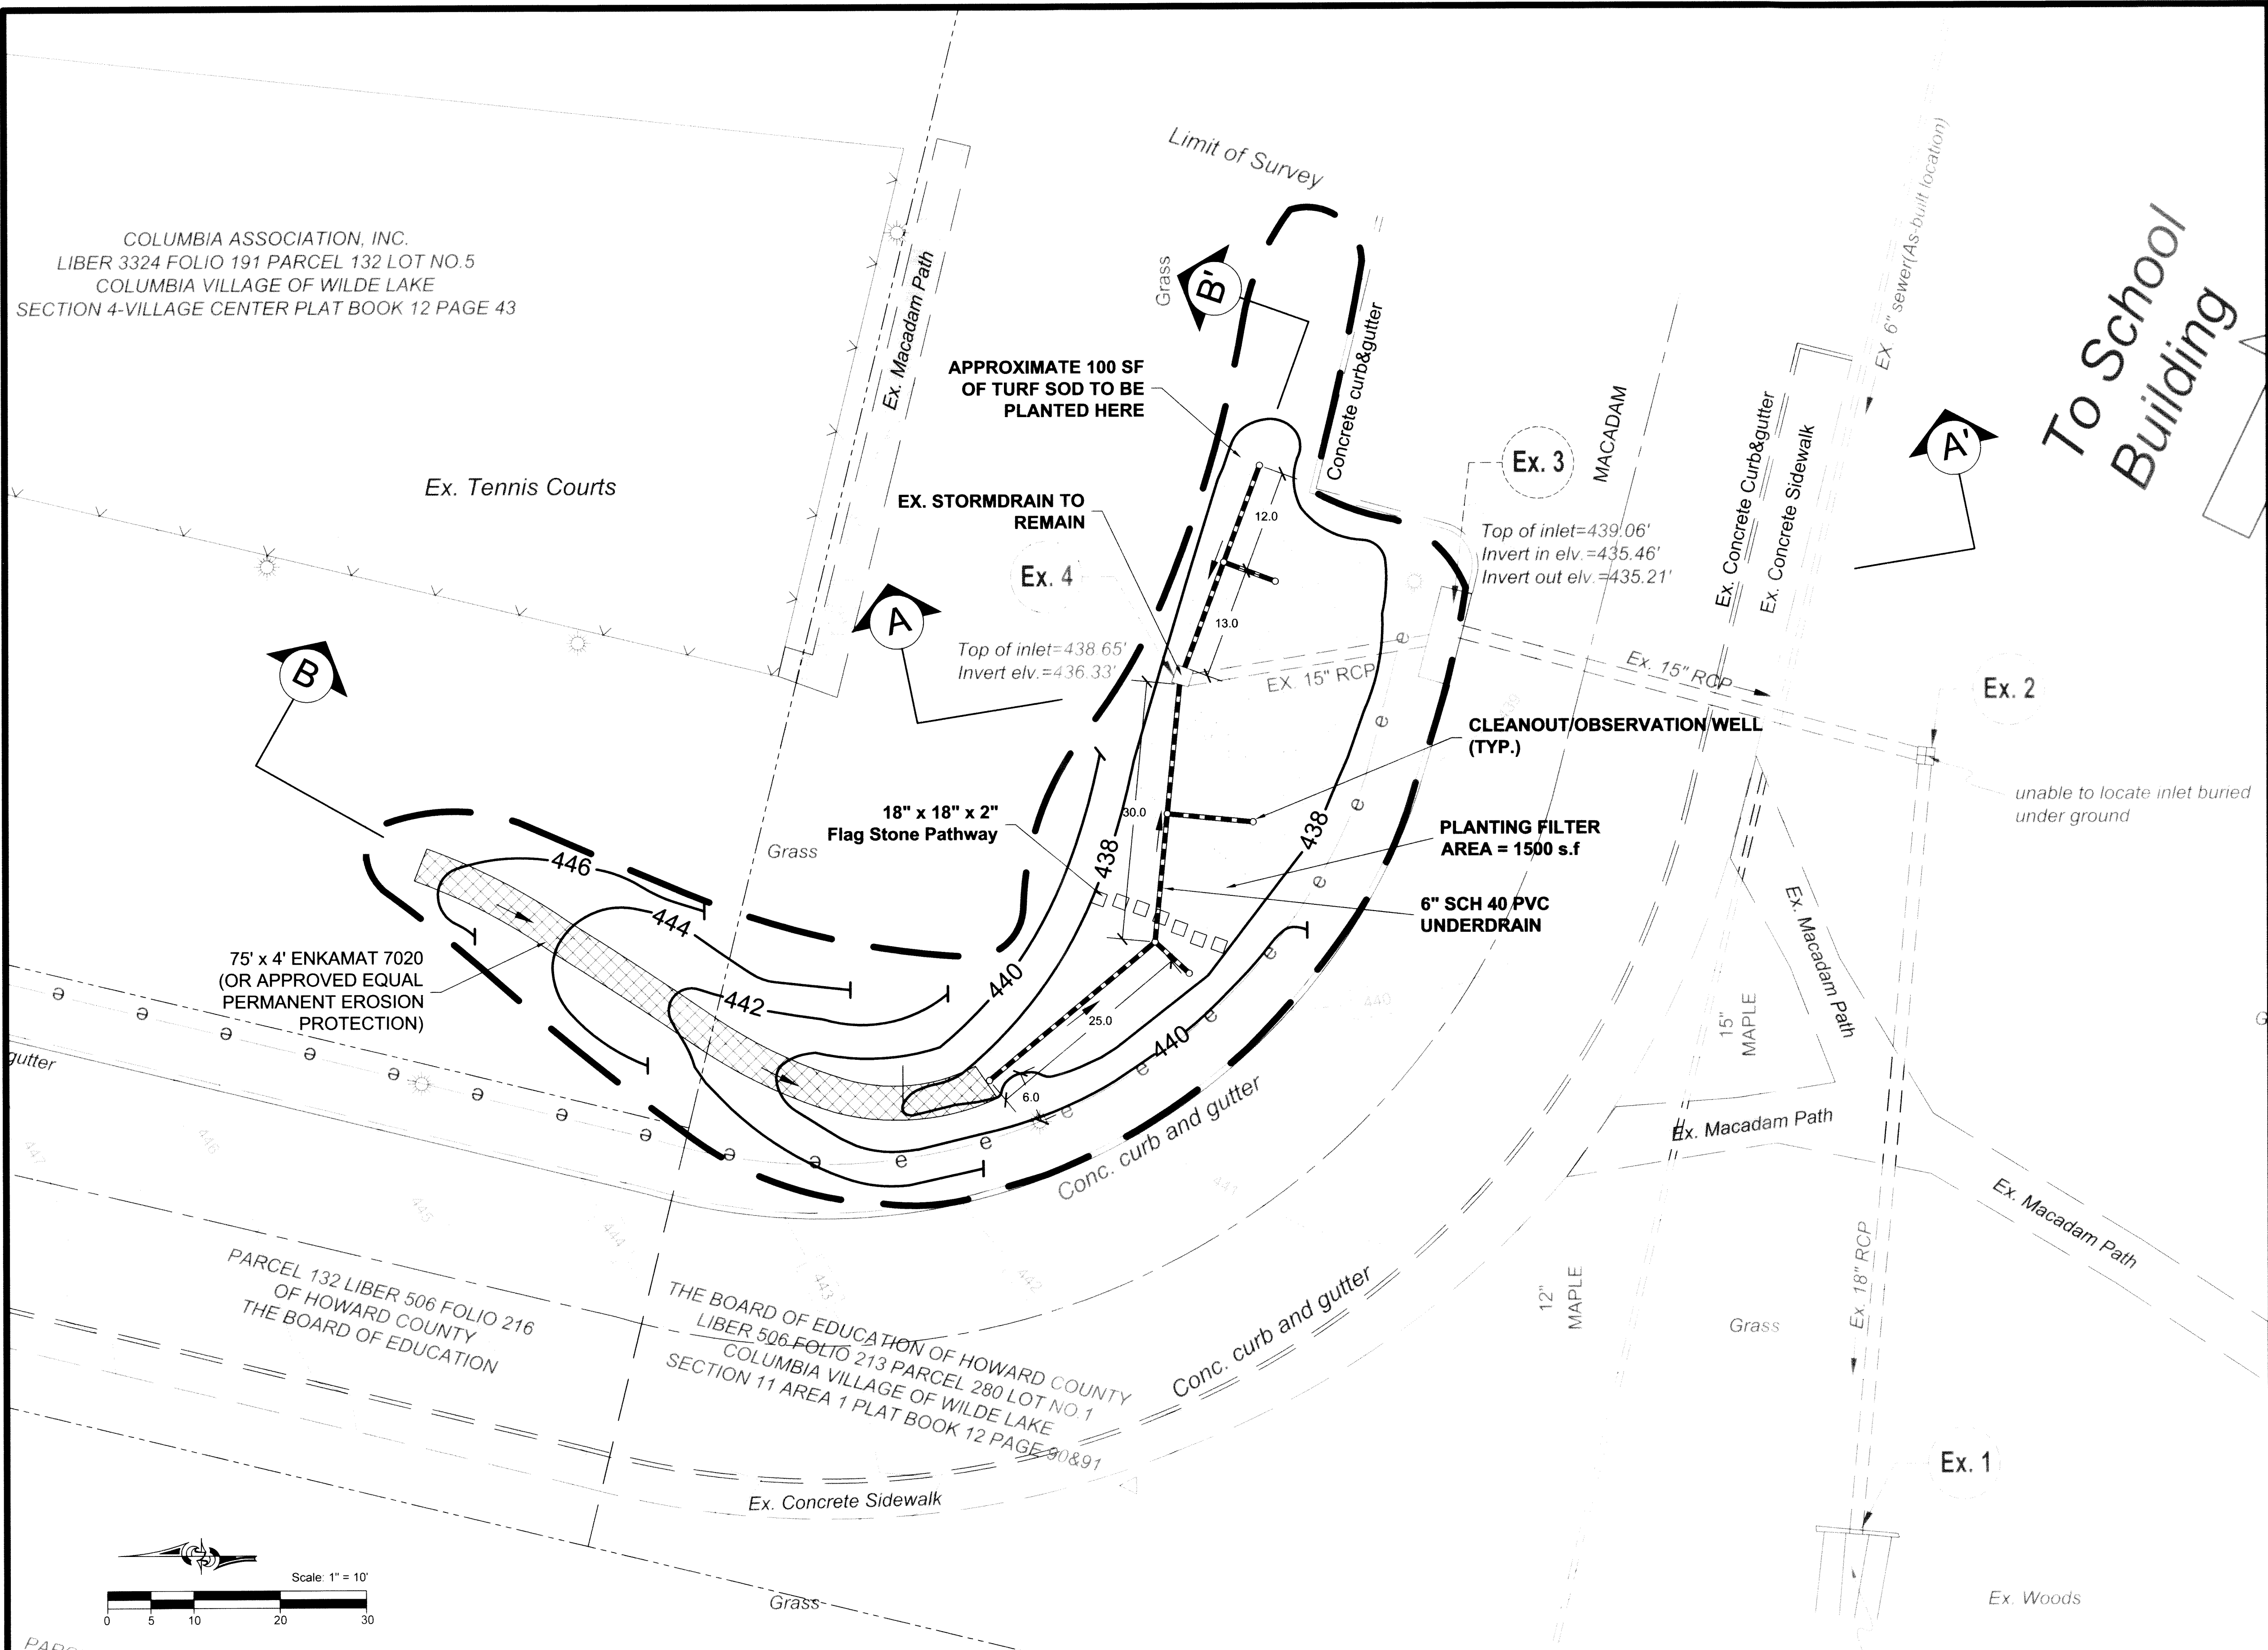 Limit of Survey
EX. 6" sewer(As-built location)
To School
Building
COLUMBIA ASSOCIATION, INC.
LIBER 3324 FOLIO 191 PARCEL 132 LOT NO.5
COLUMBIA VILLAGE OF WILDE LAKE
SECTION 4-VILLAGE CENTER PLAT BOOK 12 PAGE 43
Ex. Macadam Path
Grass
B'
Concrete curb&gutter
APPROXIMATE 100 SF
OF TURF SOD TO BE
PLANTED HERE
MACADAM
Ex. Concrete Curb&gutter
Ex. Concrete Sidewalk
A'
Ex. Tennis Courts
Ex. 3
EX. STORMDRAIN TO
REMAIN
12.0
Top of inlet=439.06'
Invert in elv.=435.46'
Invert out elv.=435.21'
Ex. 4
A
13.0
Top of inlet=438.65'
Invert elv.=436.33'
EX. 15" RCP
e
Ex. 15" RCP
B
Ex. 2
439
CLEANOUT/OBSERVATION WELL
(TYP.)
e
unable to locate inlet buried
under ground
18" x 18" x 2"
Flag Stone Pathway
30.0
e
438
438
PLANTING FILTER
AREA = 1500 s.f
Grass
446
e
e
444
6" SCH 40 PVC
UNDERDRAIN
Ex. Macadam Path
75' x 4' ENKAMAT 7020
(OR APPROVED EQUAL
PERMANENT EROSION
PROTECTION)
442
440
e
440
25.0
e
440
15"
MAPLE
G
gutter
e e e e e e e e e e e e e e
6.0
Conc. curb and gutter
Ex. Macadam Path
447
446
445
444
443
442
441
Ex. Macadam Path
PARCEL 132 LIBER 506 FOLIO 216
OF HOWARD COUNTY
THE BOARD OF EDUCATION
THE BOARD OF EDUCATION OF HOWARD COUNTY
LIBER 506 FOLIO 213 PARCEL 280 LOT NO.1
COLUMBIA VILLAGE OF WILDE LAKE
SECTION 11 AREA 1 PLAT BOOK 12 PAGE 90&91
Conc. curb and gutter
12"
MAPLE
Grass
Ex. 18" RCP
Ex. 1
Ex. Concrete Sidewalk
Scale: 1" = 10'
0 5 10 20 30
Grass
Ex. Woods